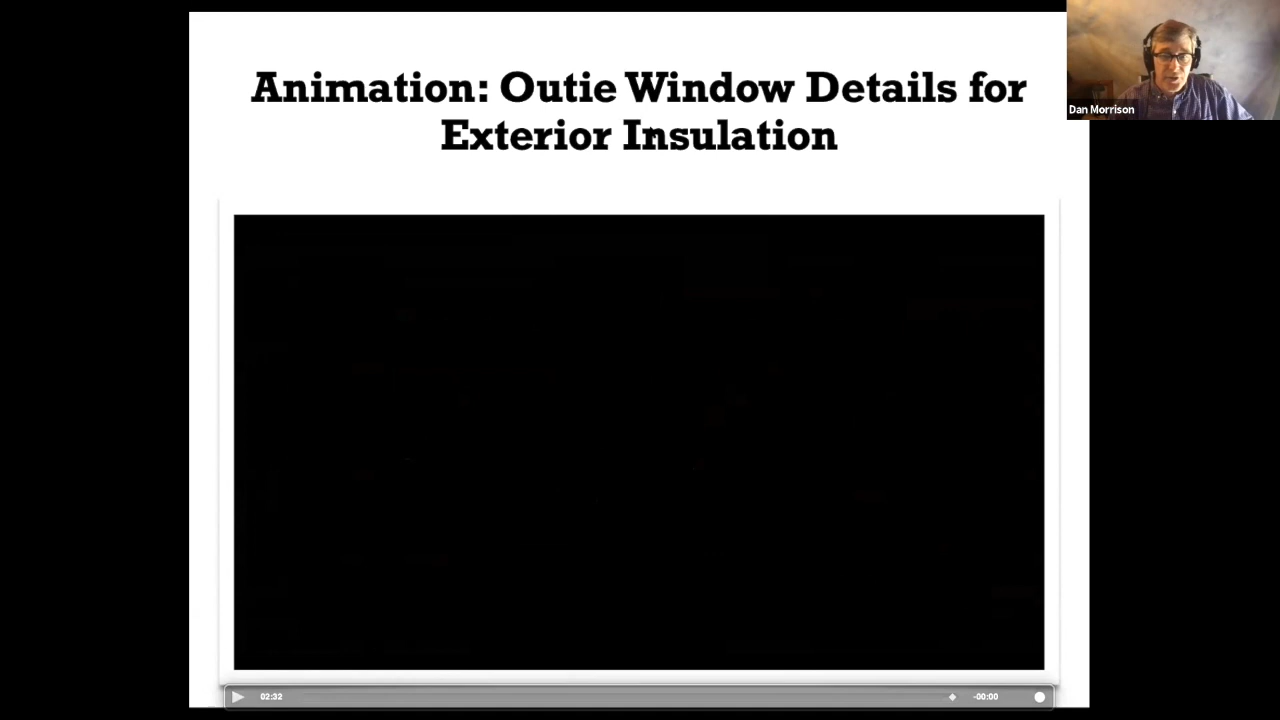 Animation: Outie Window Details for
Exterior Insulation
Dan Morrison
02:32
-00:00